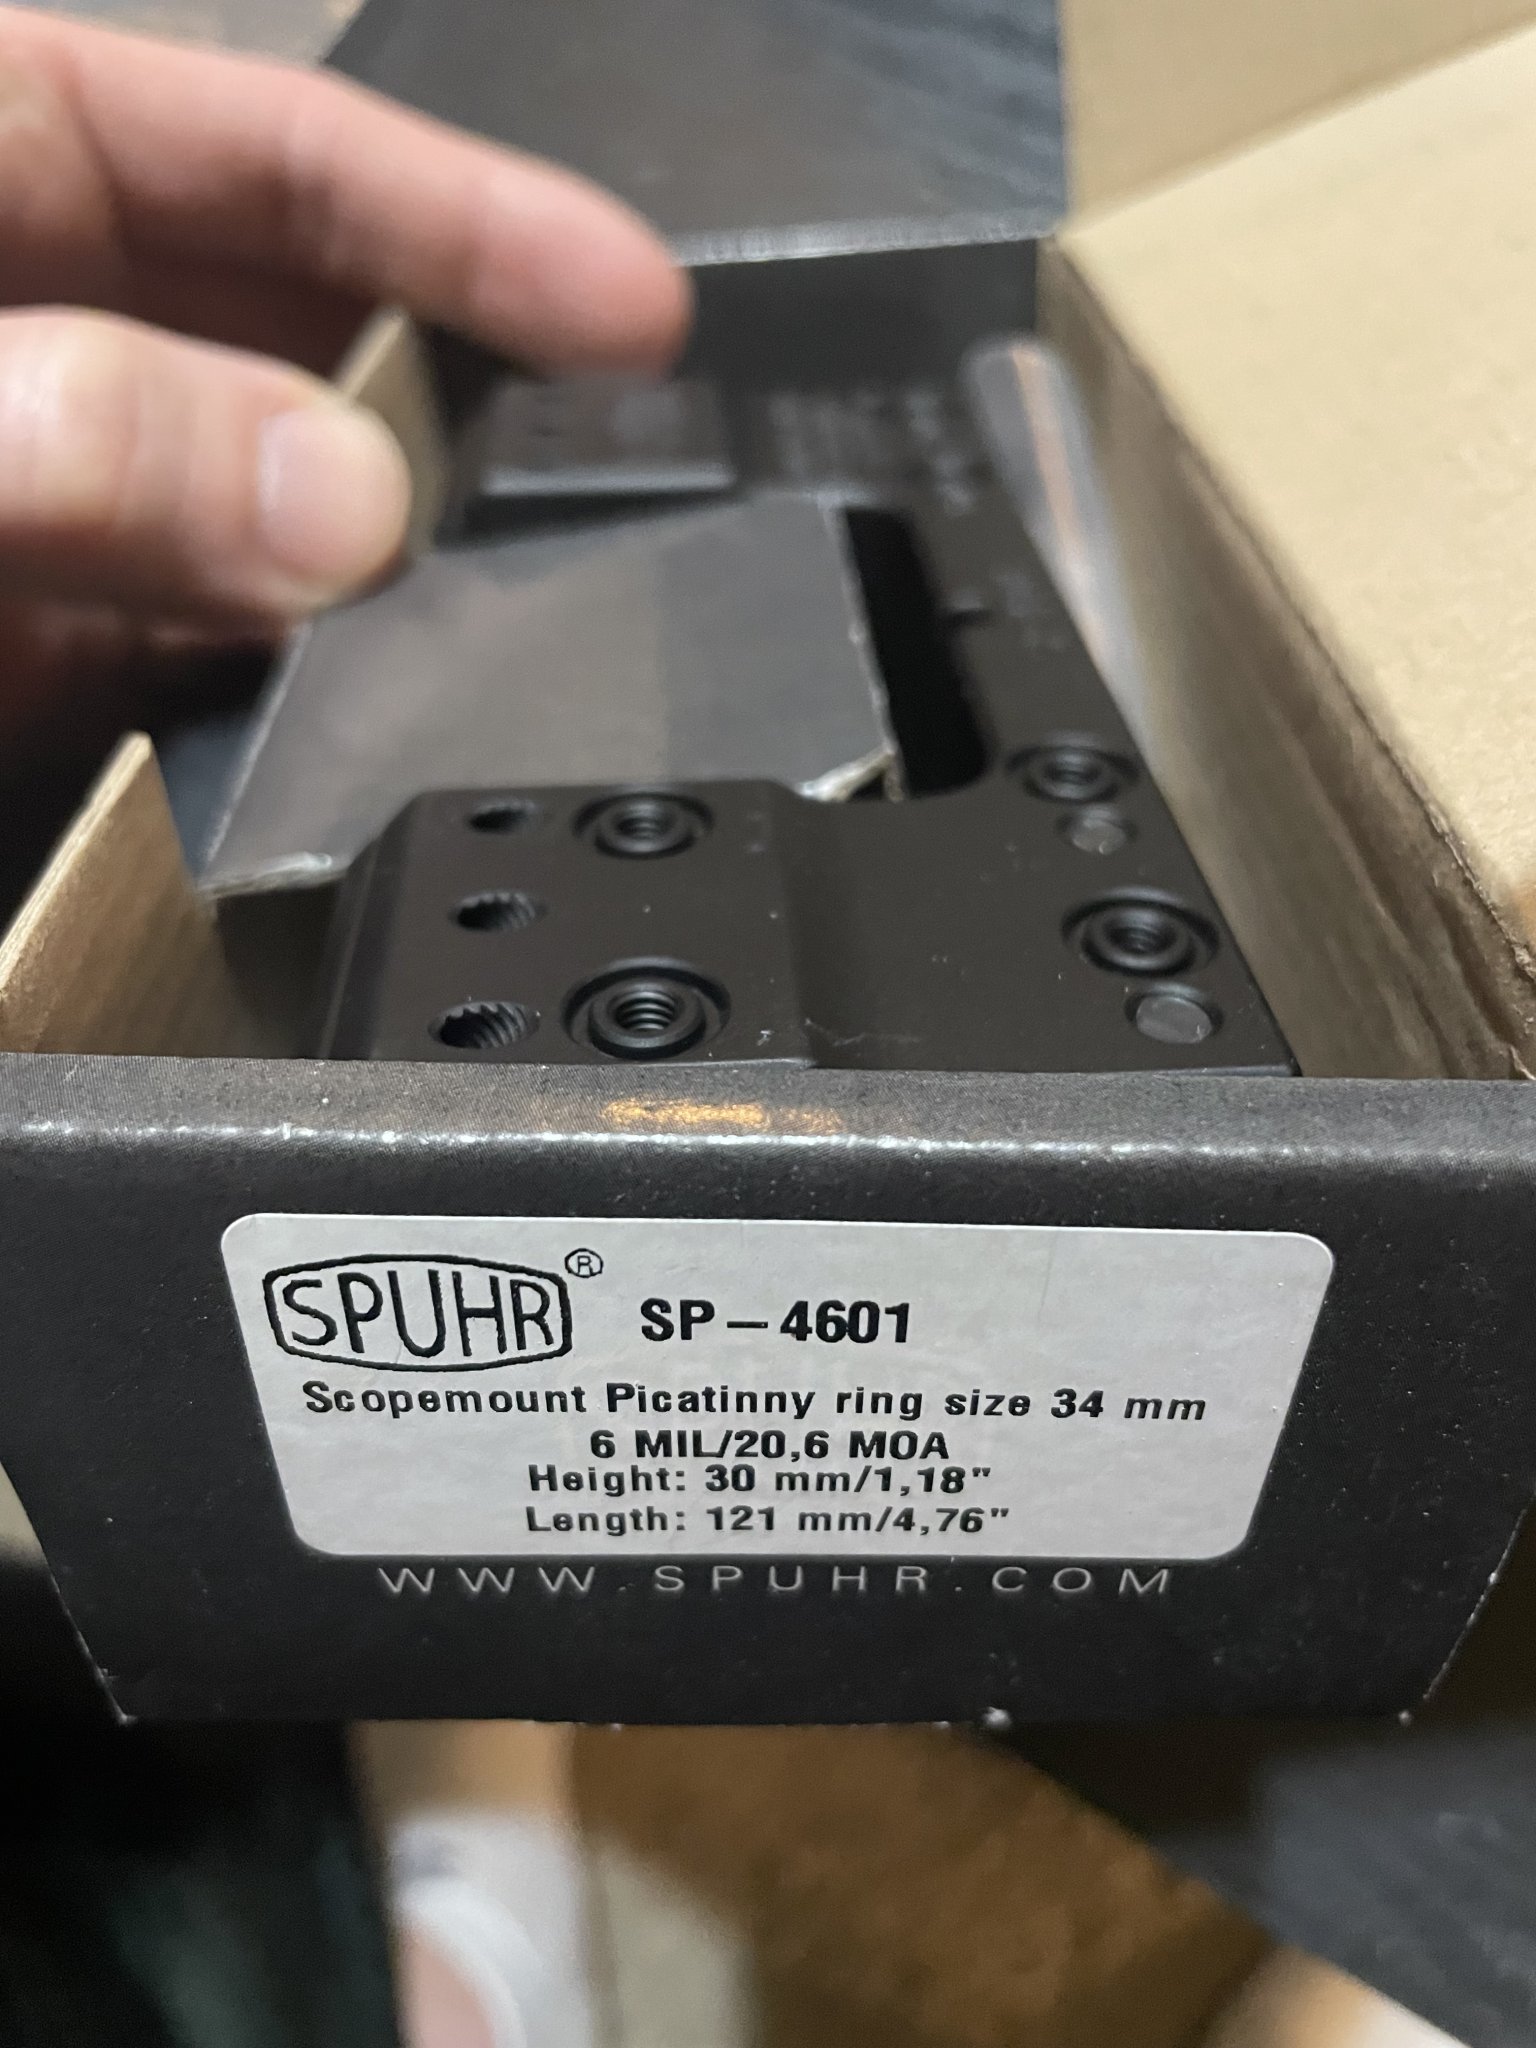 SPUHR® SP-4601
Scopemount Picatinny ring size 34 mm
6 MIL/20,6 MOA
Height: 30 mm/1,18"
Length: 121 mm/4,76"
WWW.SPUHR.COM